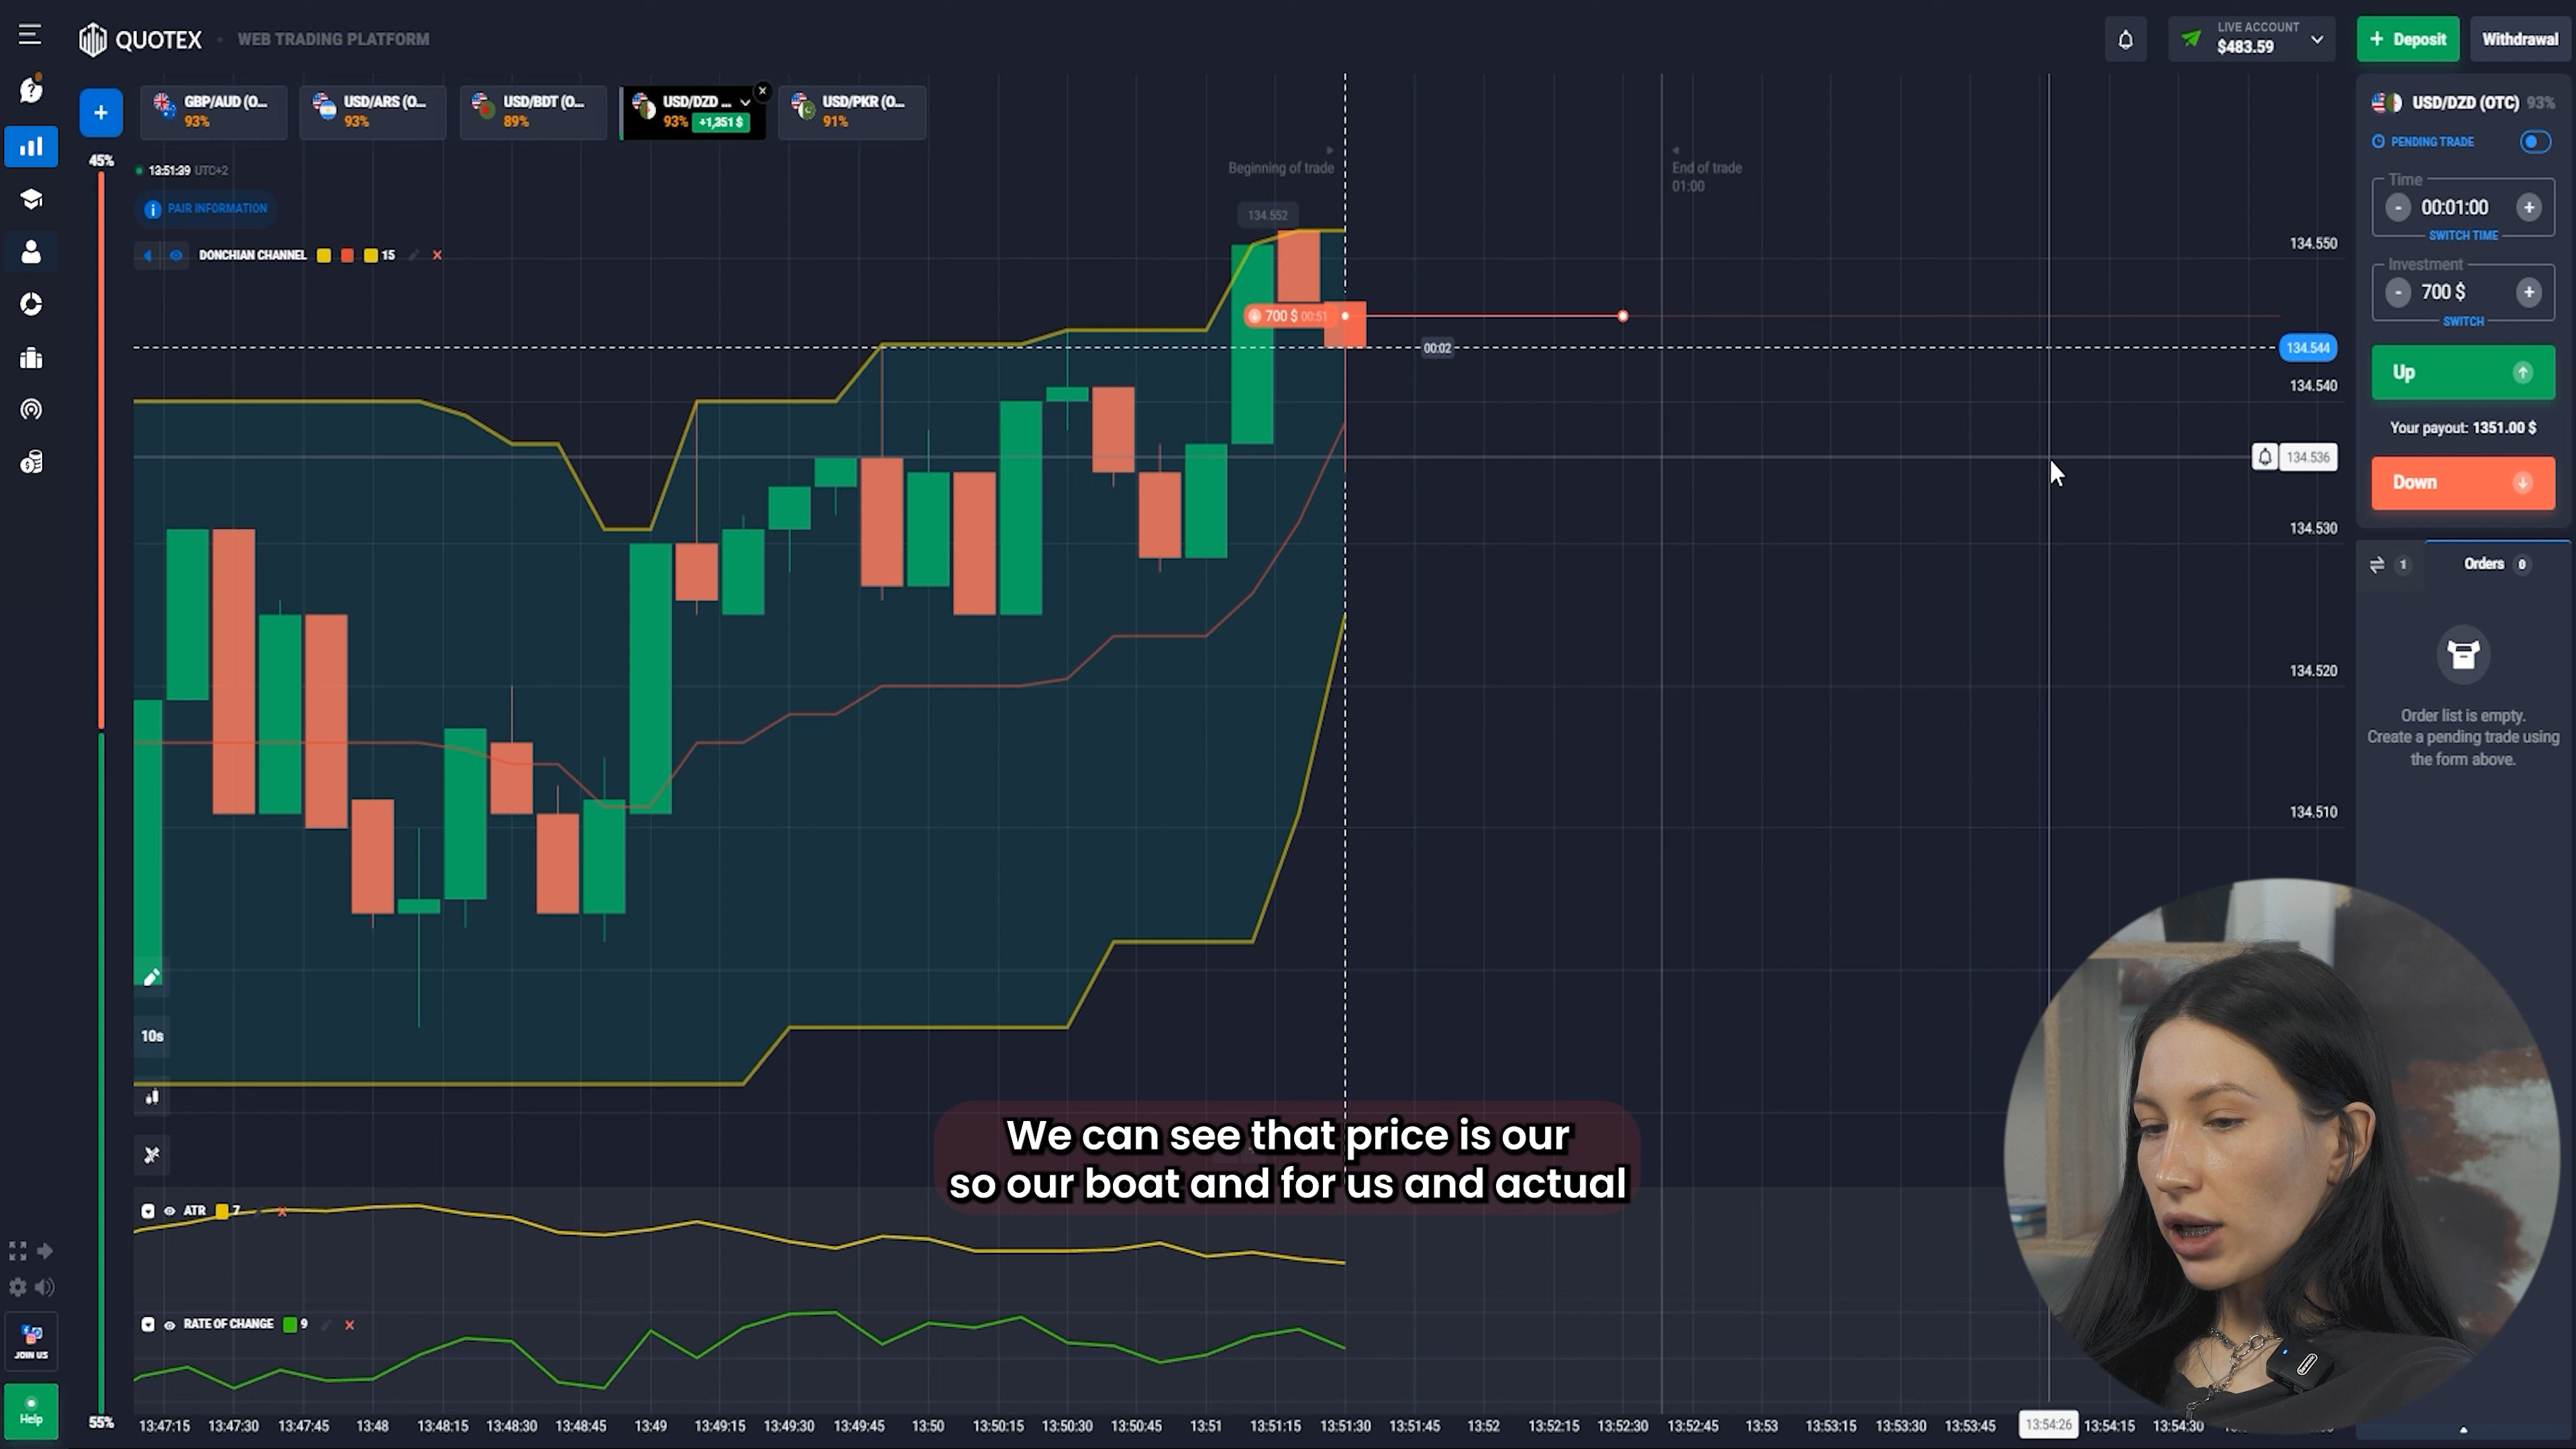 QUOTEX
WEB TRADING PLATFORM
LIVE ACCOUNT
$483.59
+ Deposit
Withdrawal
GBP/AUD (O...
93%
USD/ARS (O...
93%
USD/BDT (O...
89%
USD/DZD ...
93% +1,351 $
USD/PKR (O...
91%
45%
13:51:39 UTC+2
PAIR INFORMATION
DONCHIAN CHANNEL 15
Beginning of trade
End of trade
01:00
134.552
700 $ 00:51
00:02
134.550
134.544
134.540
134.536
134.530
134.520
134.510
USD/DZD (OTC) 93%
PENDING TRADE
Time
- 00:01:00 +
SWITCH TIME
Investment
- 700 $ +
SWITCH
Up
Your payout: 1351.00 $
Down
1
Orders 0
Order list is empty.
Create a pending trade using
the form above.
10s
We can see that price is our
so our boat and for us and actual
ATR 7
RATE OF CHANGE 9
JOIN US
Help
55%
13:47:15 13:47:30 13:47:45 13:48 13:48:15 13:48:30 13:48:45 13:49 13:49:15 13:49:30 13:49:45 13:50 13:50:15 13:50:30 13:50:45 13:51 13:51:15 13:51:30 13:51:45 13:52 13:52:15 13:52:30 13:52:45 13:53 13:53:15 13:53:30 13:53:45 13:54:26 13:54:15 13:54:30